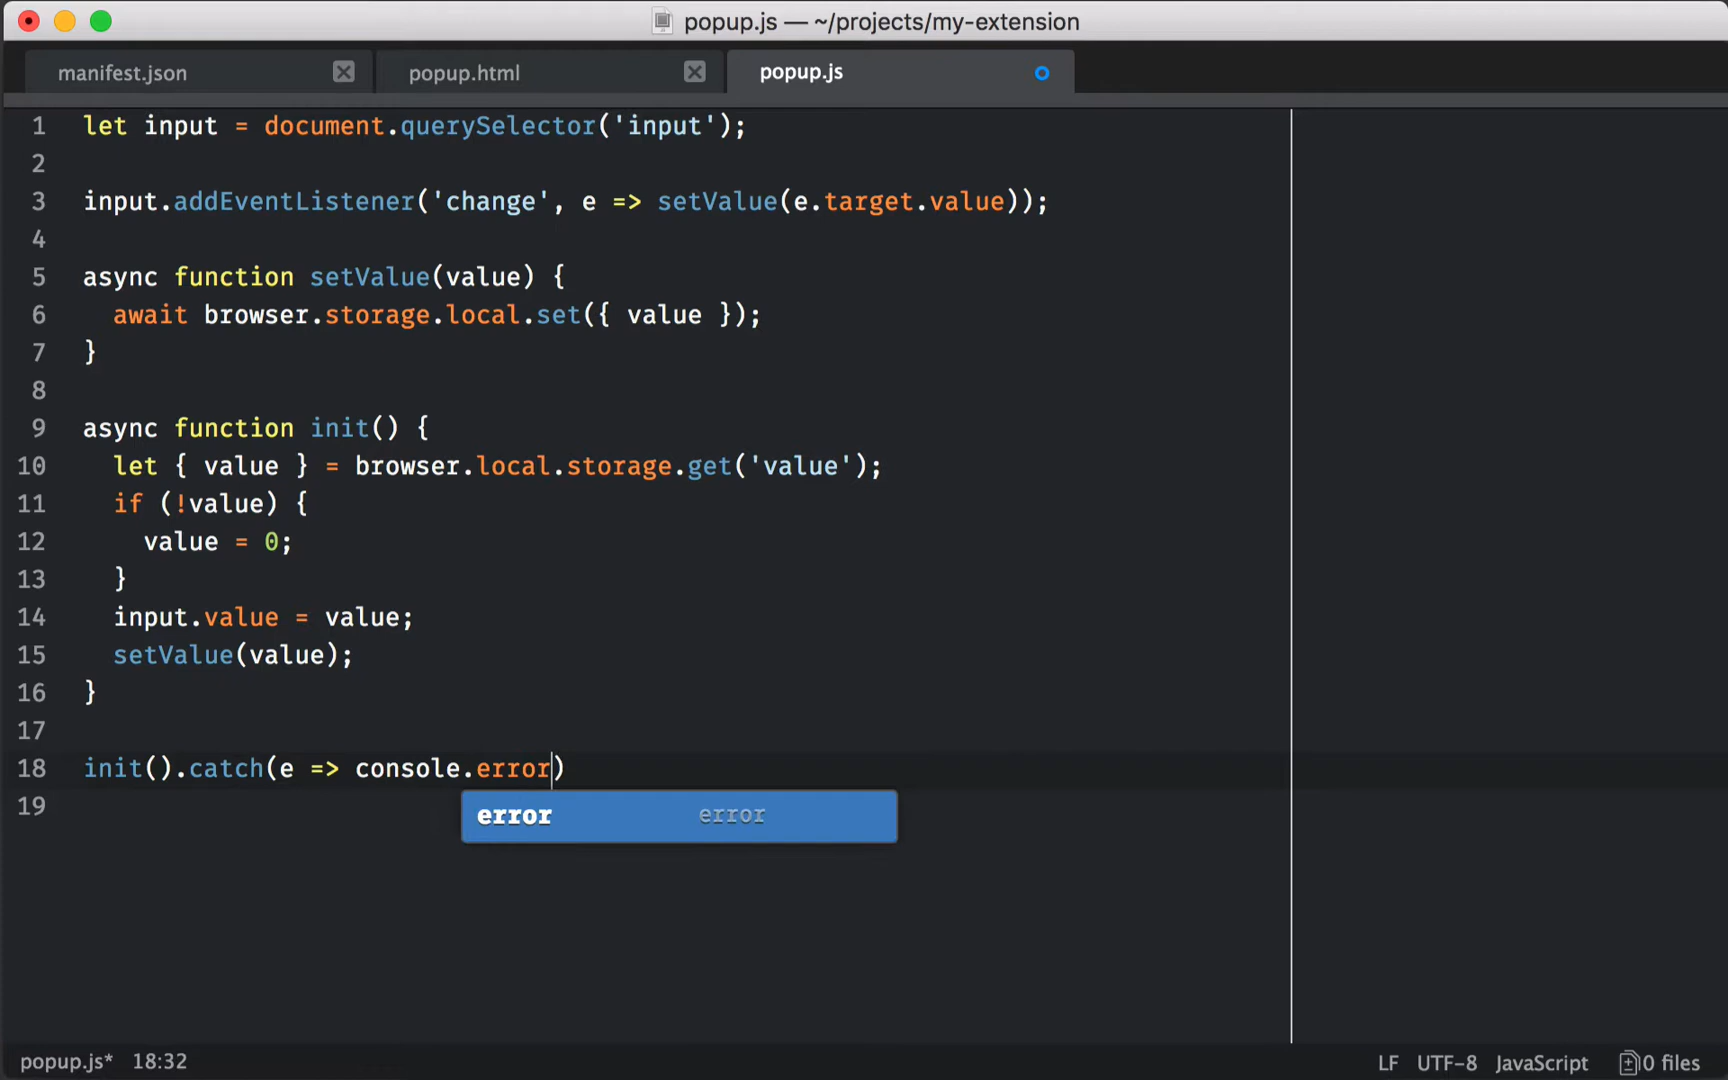 popup.js — ~/projects/my-extension
manifest.json popup.html popup.js
1 let input = document.querySelector('input');
2
3 input.addEventListener('change', e => setValue(e.target.value));
4
5 async function setValue(value) {
6 await browser.storage.local.set({ value });
7 }
8
9 async function init() {
10 let { value } = browser.local.storage.get('value');
11 if (!value) {
12 value = 0;
13 }
14 input.value = value;
15 setValue(value);
16 }
17
18 init().catch(e => console.error)
19
error error
popup.js* 18:32 LF UTF-8 JavaScript 0 files